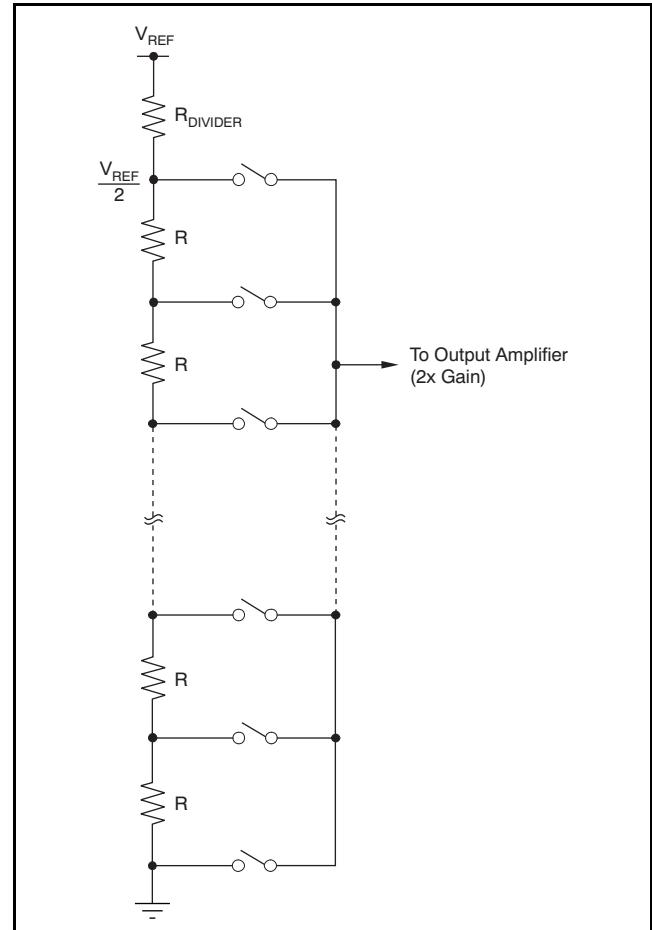 VREF
RDIVIDER
VREF
2
R
R
To Output Amplifier
(2x Gain)
R
R